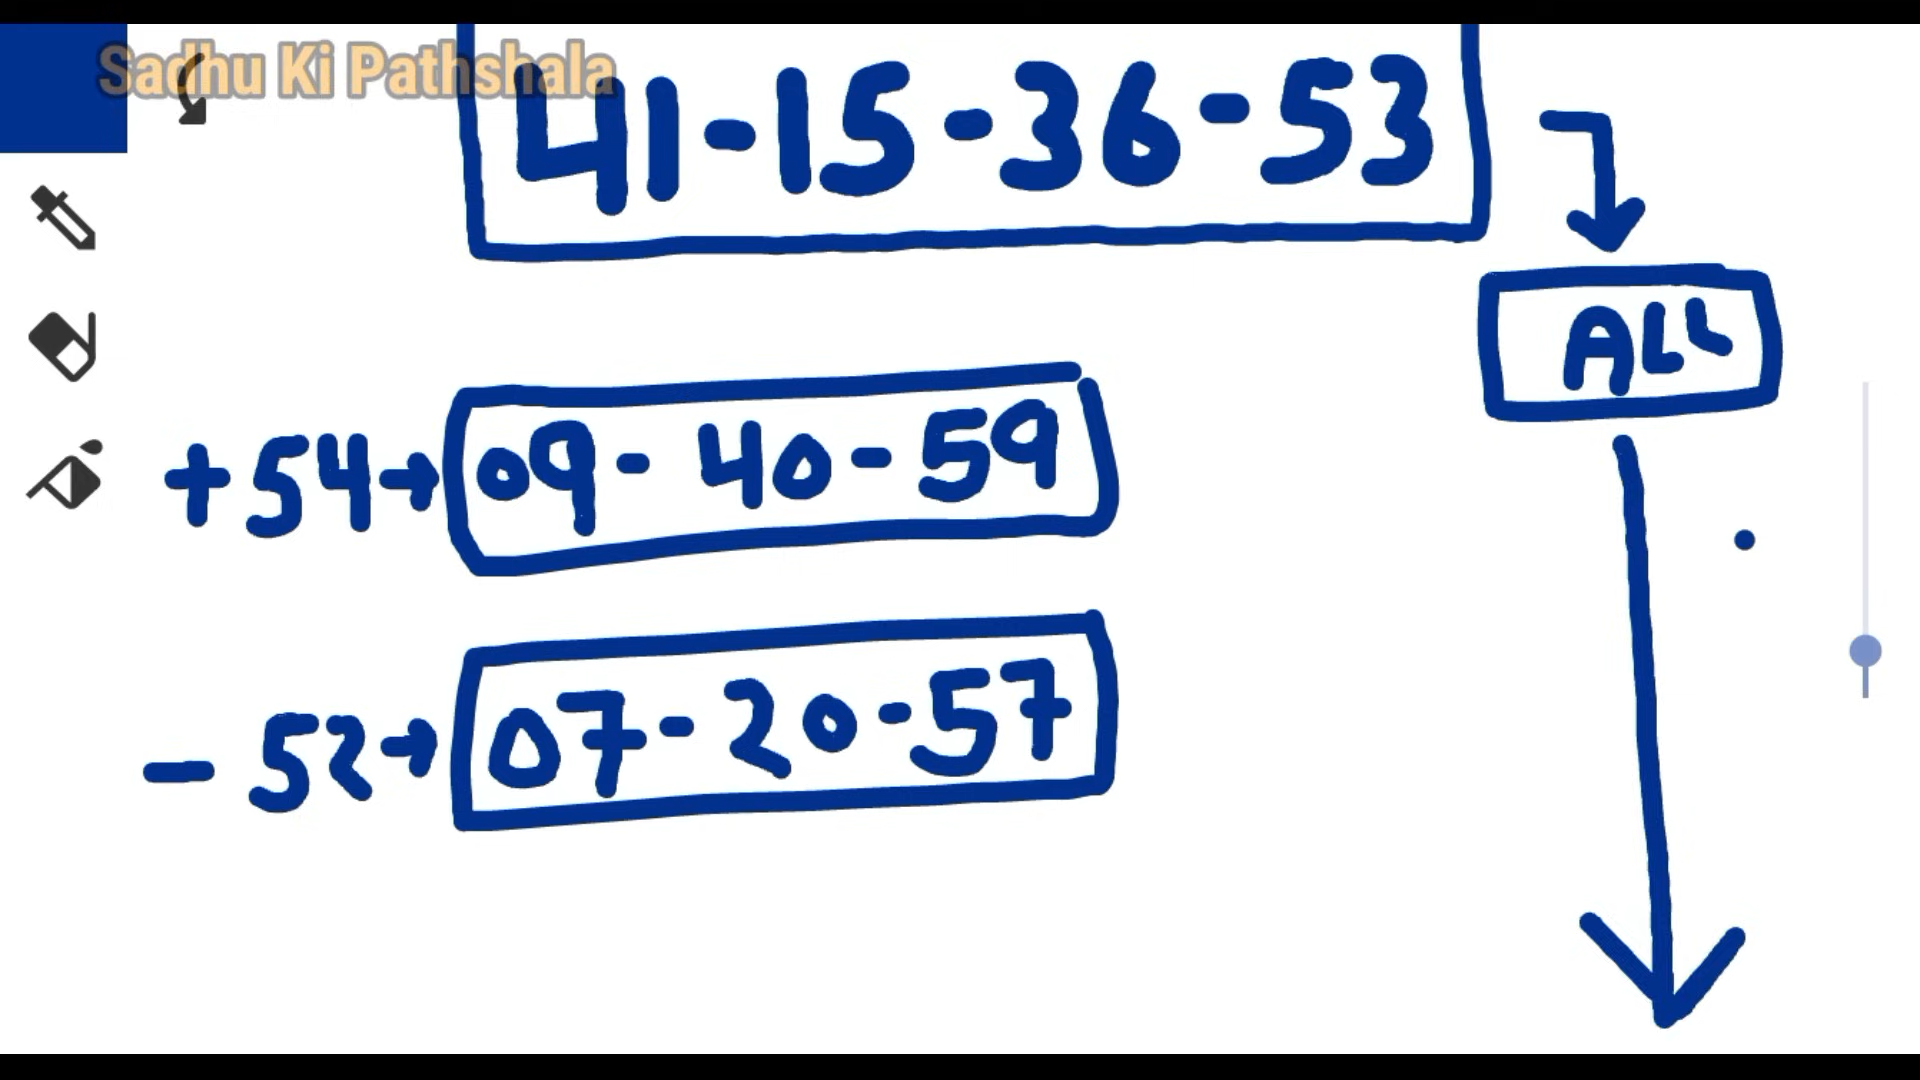 Sadhu Ki Pathshala
41-15-36-53
ALL
+54→ 09-40-59
-52→ 07-20-57